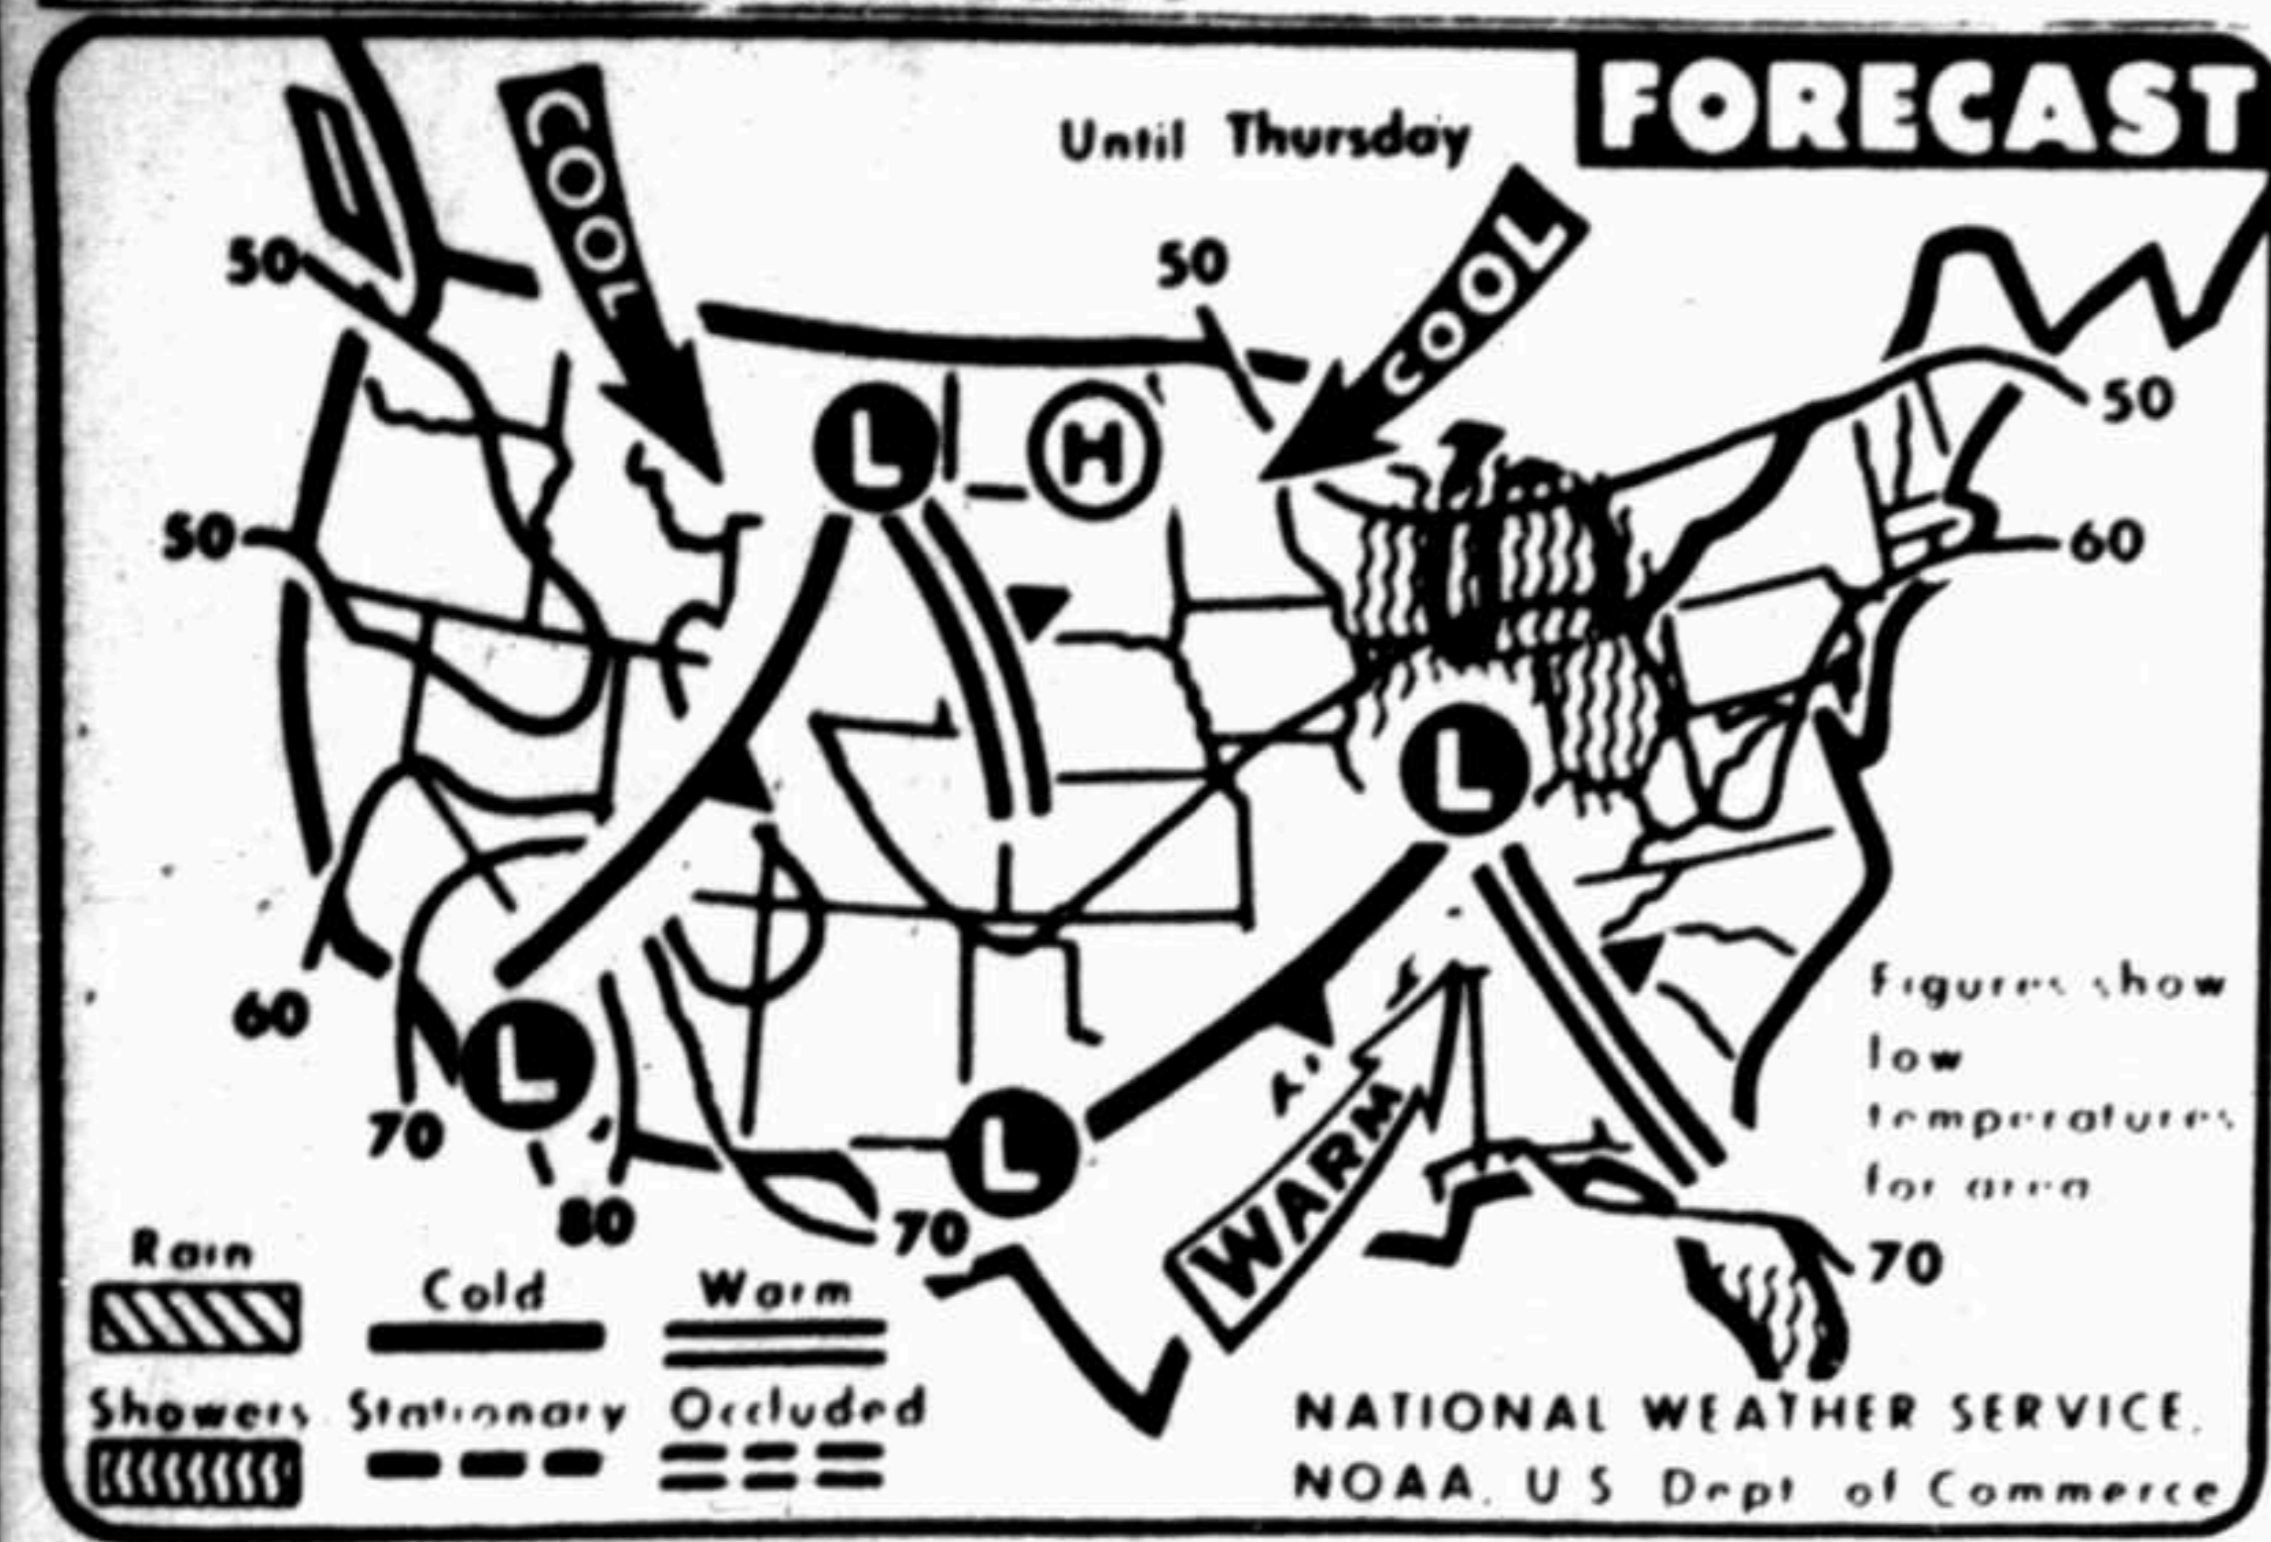 FORECAST
Until Thursday
COOL
COOL
50
50
50
50
60
L
H
L
60
70
L
80
70
L
WARM
70
Figures show
low
temperatures
for area
Rain
Cold
Warm
Showers
Stationary
Occluded
NATIONAL WEATHER SERVICE.
NOAA. U S Dept of Commerce